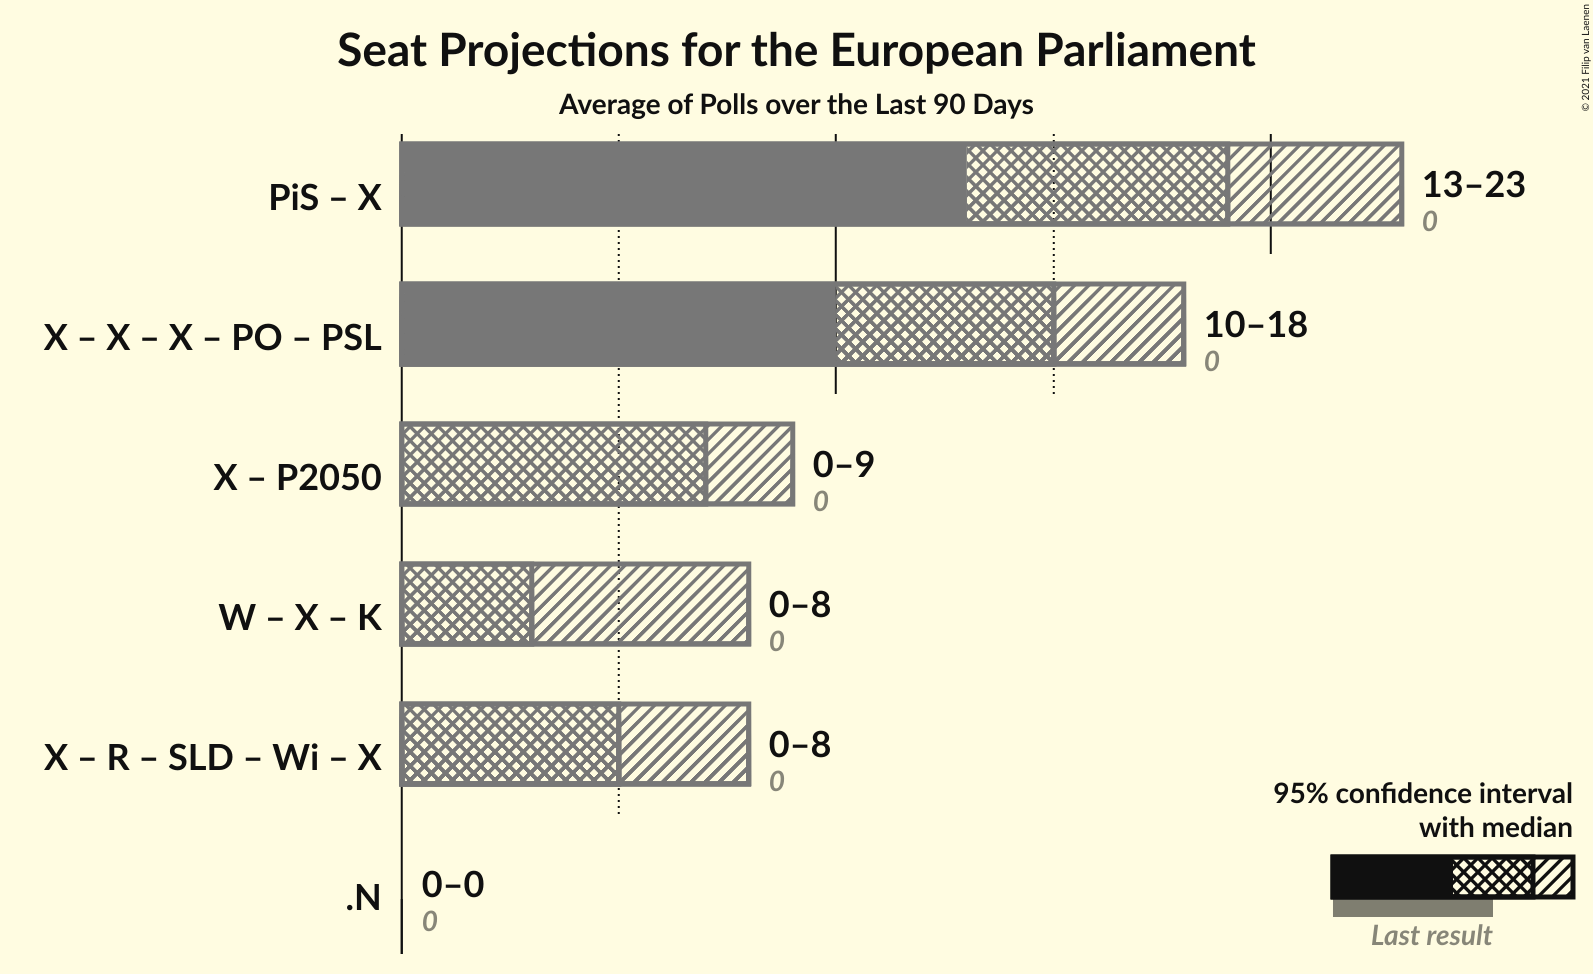 Seat Projections for the European Parliament
Average of Polls over the Last 90 Days
© 2021 Filip van Laenen
PiS – X
13–23
0
X – X – X – PO – PSL
10–18
0
X – P2050
0–9
0
W – X – K
0–8
0
X – R – SLD – Wi – X
0–8
0
.N
0–0
0
95% confidence interval
with median
Last result